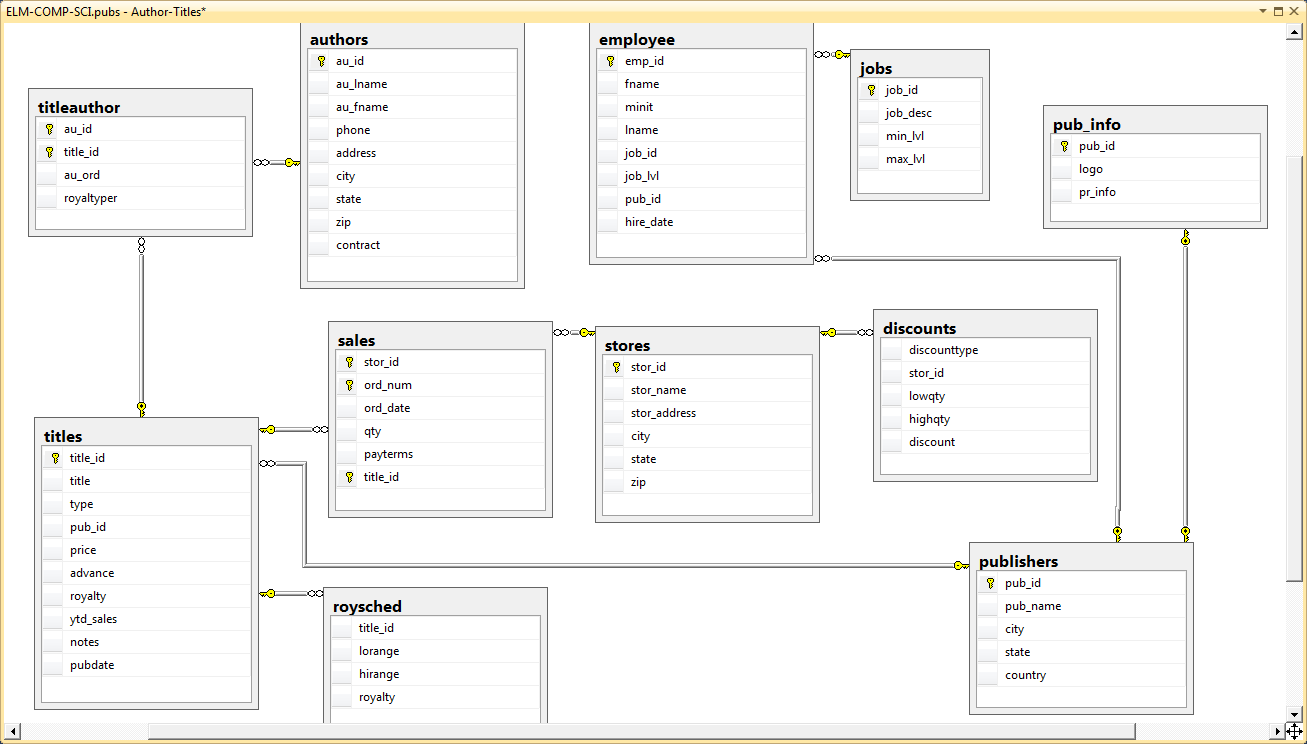 ELM-COMP-SCI.pubs - Author-Titles*
authors
au_id
au_lname
au_fname
phone
address
city
state
zip
contract
employee
emp_id
fname
minit
lname
job_id
job_lvl
pub_id
hire_date
jobs
job_id
job_desc
min_lvl
max_lvl
titleauthor
au_id
title_id
au_ord
royaltyper
pub_info
pub_id
logo
pr_info
sales
stor_id
ord_num
ord_date
qty
payterms
title_id
stores
stor_id
stor_name
stor_address
city
state
zip
discounts
discounttype
stor_id
lowqty
highqty
discount
titles
title_id
title
type
pub_id
price
advance
royalty
ytd_sales
notes
pubdate
roysched
title_id
lorange
hirange
royalty
publishers
pub_id
pub_name
city
state
country